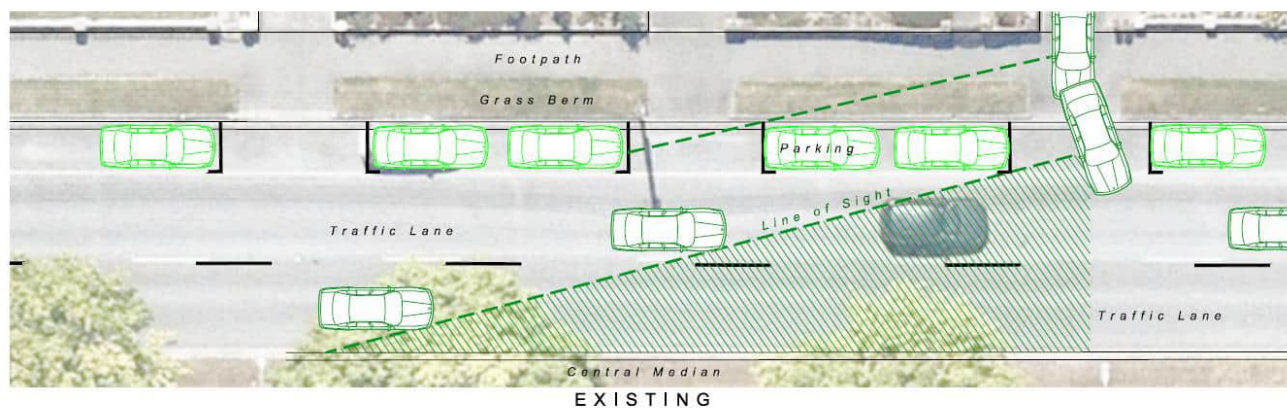 Footpath
Grass Berm
Parking
Line of Sight
Traffic Lane
Traffic Lane
Central Median
EXISTING